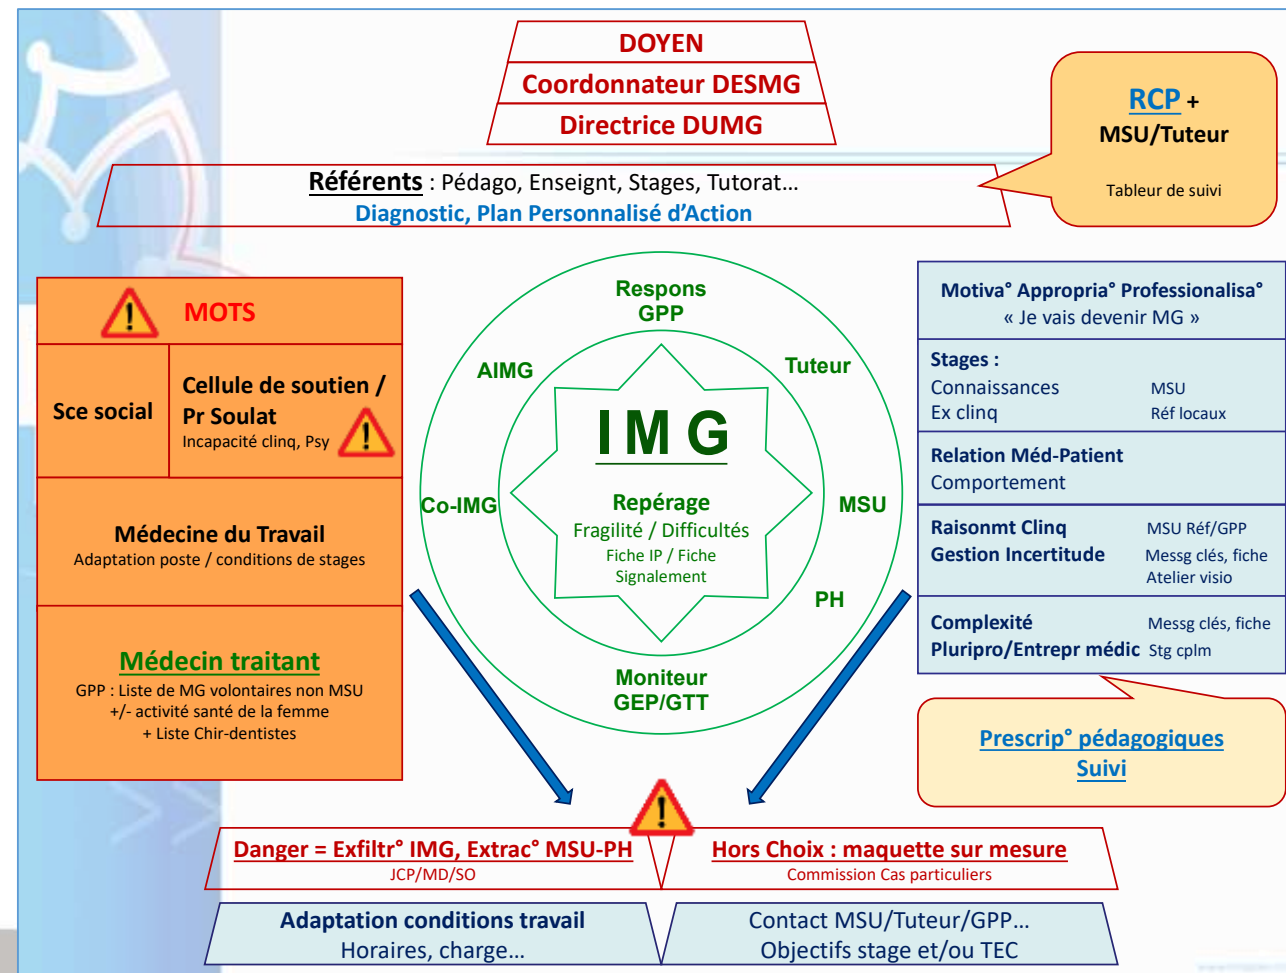 DOYEN
Coordonnateur DESMG
Directrice DUMG
RCP +
MSU/Tuteur
Tableur de suivi
Référents : Pédago, Enseignt, Stages, Tutorat…
Diagnostic, Plan Personnalisé d’Action
MOTS
Sce social
Cellule de soutien /
Pr Soulat
Incapacité clinq, Psy
Médecine du Travail
Adaptation poste / conditions de stages
Médecin traitant
GPP : Liste de MG volontaires non MSU
+/- activité santé de la femme
+ Liste Chir-dentistes
Respons
GPP
AIMG
Tuteur
Co-IMG
MSU
PH
Moniteur
GEP/GTT
I M G
Repérage
Fragilité / Difficultés
Fiche IP / Fiche
Signalement
Motiva° Appropria° Professionalisa°
« Je vais devenir MG »
Stages :
Connaissances MSU
Ex clinq Réf locaux
Relation Méd-Patient
Comportement
Raisonmt Clinq MSU Réf/GPP
Gestion Incertitude Messg clés, fiche
Atelier visio
Complexité Messg clés, fiche
Pluripro/Entrepr médic Stg cplm
Prescrip° pédagogiques
Suivi
Danger = Exfiltr° IMG, Extrac° MSU-PH
JCP/MD/SO
Hors Choix : maquette sur mesure
Commission Cas particuliers
Adaptation conditions travail
Horaires, charge…
Contact MSU/Tuteur/GPP…
Objectifs stage et/ou TEC